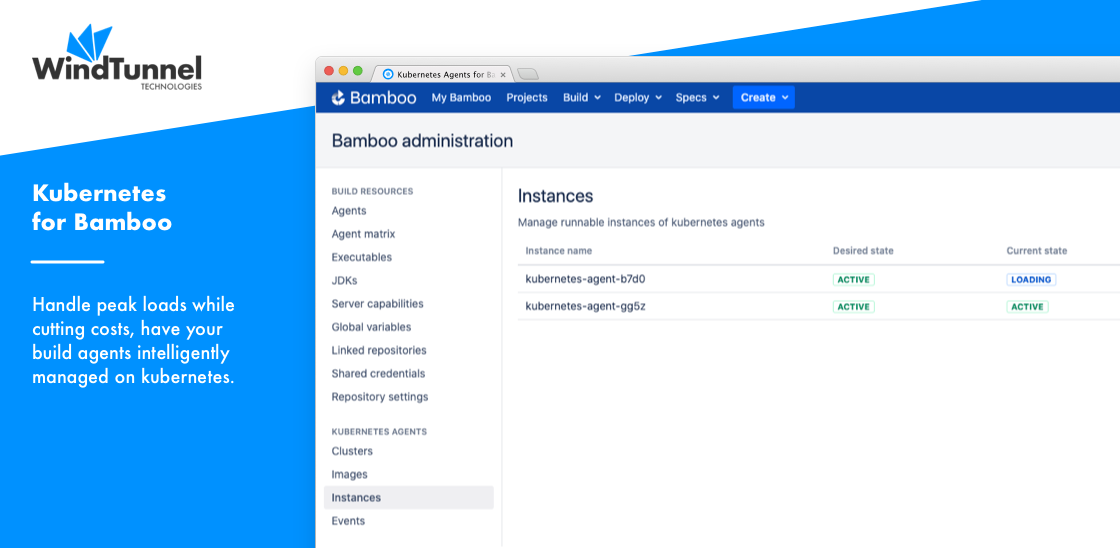 WindTunnel
TECHNOLOGIES
Kubernetes
for Bamboo
Handle peak loads while
cutting costs, have your
build agents intelligently
managed on kubernetes.
Kubernetes Agents for Ba
Bamboo My Bamboo Projects Build Deploy Specs Create
Bamboo administration
BUILD RESOURCES
Agents
Agent matrix
Executables
JDKs
Server capabilities
Global variables
Linked repositories
Shared credentials
Repository settings
KUBERNETES AGENTS
Clusters
Images
Instances
Events
Instances
Manage runnable instances of kubernetes agents
Instance name Desired state Current state
kubernetes-agent-b7d0 ACTIVE LOADING
kubernetes-agent-gg5z ACTIVE ACTIVE